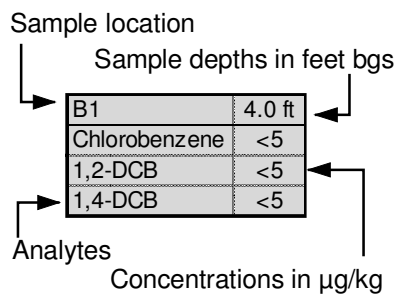 Sample location
Sample depths in feet bgs
B1 4.0 ft
Chlorobenzene <5
1,2-DCB <5
1,4-DCB <5
Analytes
Concentrations in µg/kg